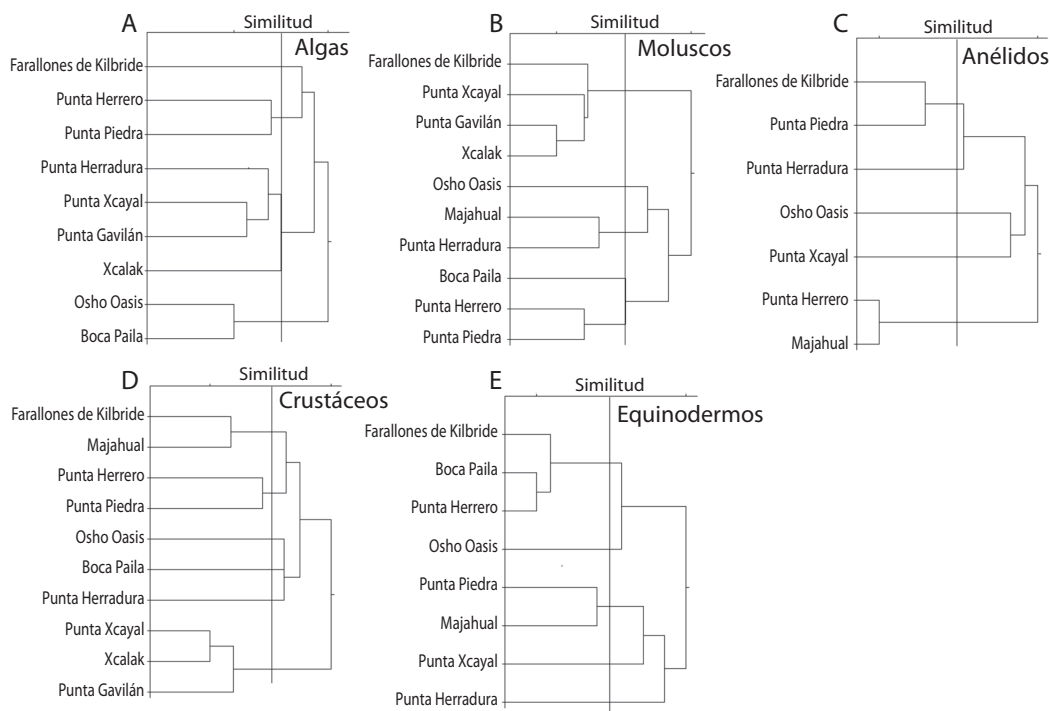 A
Similitud
Algas
Farallones de Kilbride
Punta Herrero
Punta Piedra
Punta Herradura
Punta Xcayal
Punta Gavilán
Xcalak
Osho Oasis
Boca Paila
B
Similitud
Moluscos
Farallones de Kilbride
Punta Xcayal
Punta Gavilán
Xcalak
Osho Oasis
Majahual
Punta Herradura
Boca Paila
Punta Herrero
Punta Piedra
C
Similitud
Anélidos
Farallones de Kilbride
Punta Piedra
Punta Herradura
Osho Oasis
Punta Xcayal
Punta Herrero
Majahual
D
Similitud
Crustáceos
Farallones de Kilbride
Majahual
Punta Herrero
Punta Piedra
Osho Oasis
Boca Paila
Punta Herradura
Punta Xcayal
Xcalak
Punta Gavilán
E
Similitud
Equinodermos
Farallones de Kilbride
Boca Paila
Punta Herrero
Osho Oasis
Punta Piedra
Majahual
Punta Xcayal
Punta Herradura